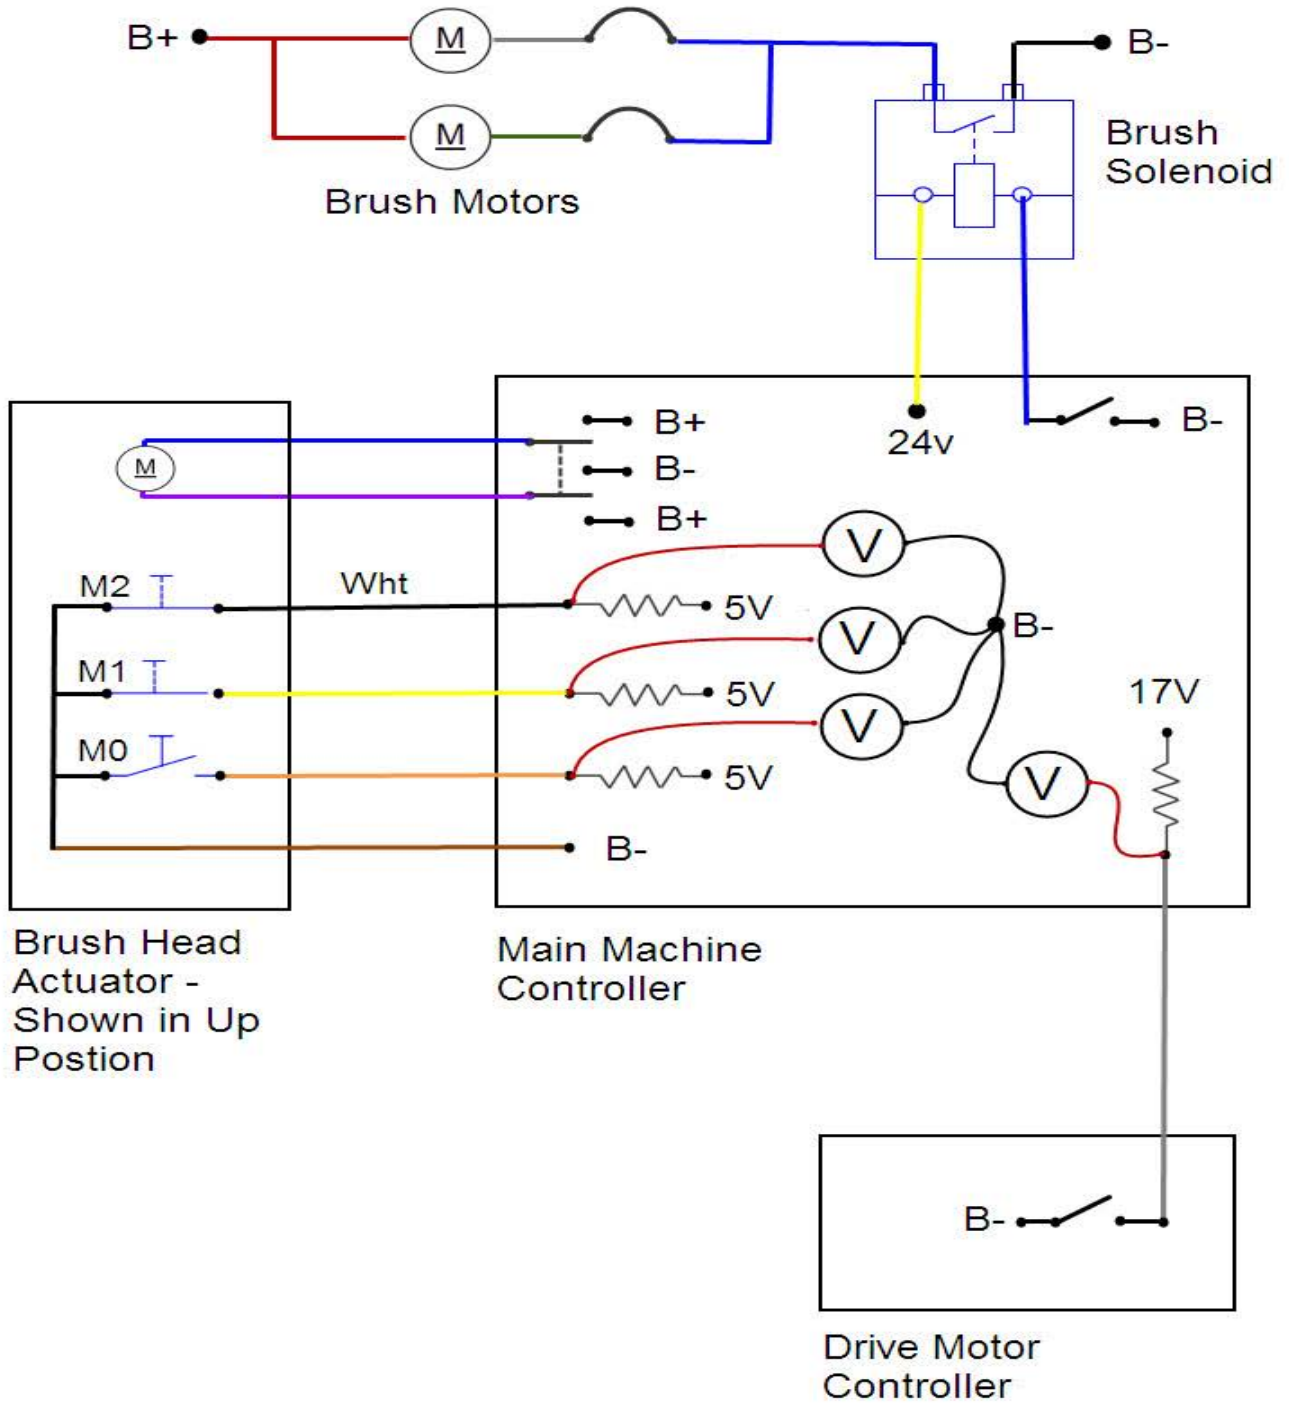 B+
M
B-
M
Brush Motors
Brush
Solenoid
24v
B-
B+
B-
B+
M
V
M2
Wht
5V
V
B-
M1
5V
V
17V
M0
5V
V
B-
Brush Head
Actuator -
Shown in Up
Postion
Main Machine
Controller
B-
Drive Motor
Controller